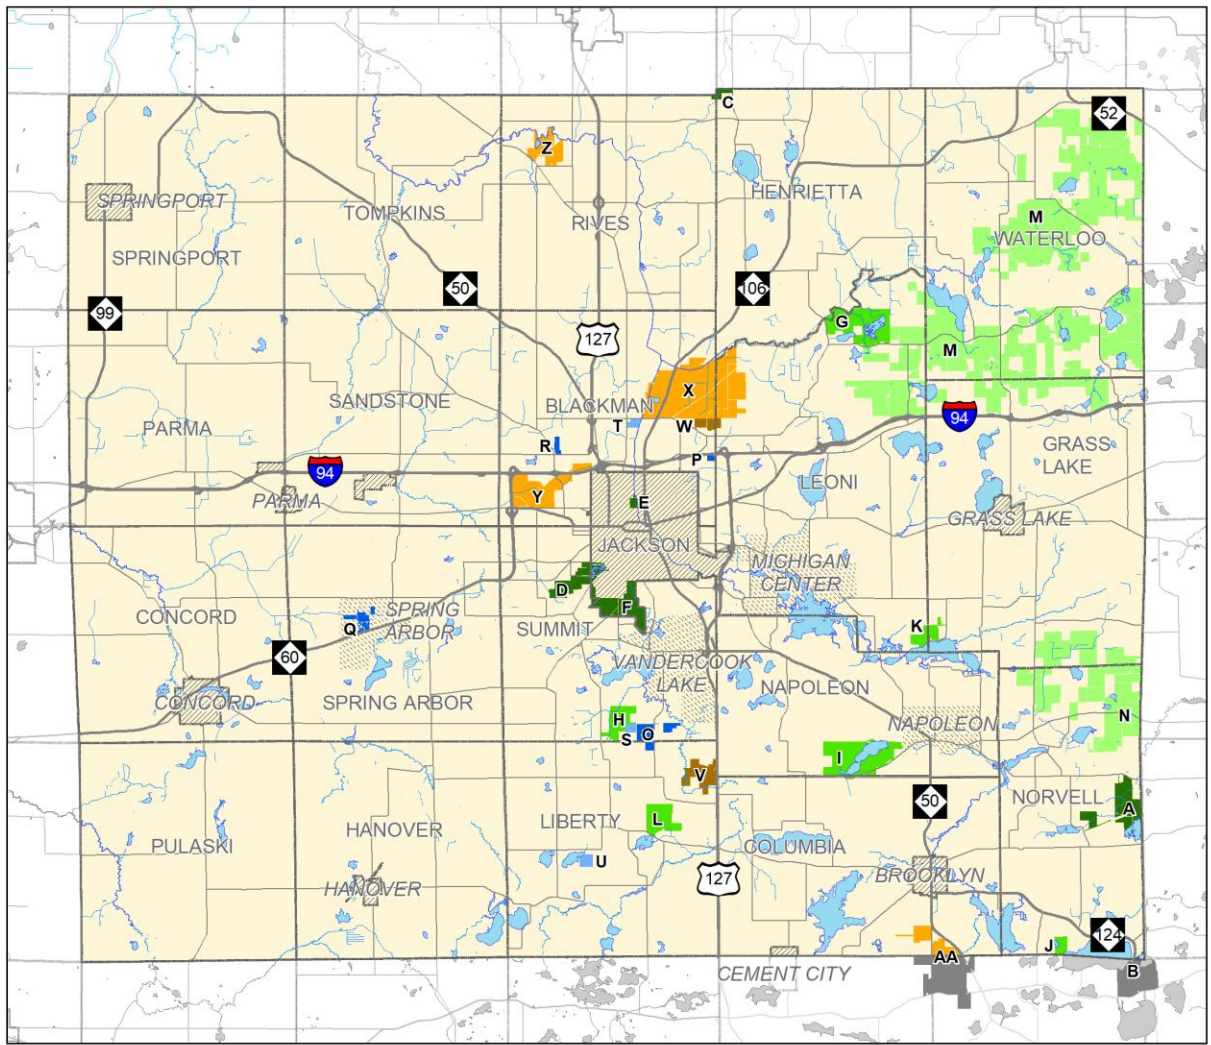 C
52
Z
SPRINGPORT
HENRIETTA
TOMPKINS
RIVES
M
WATERLOO
SPRINGPORT
50
106
99
127
G
M
X
SANDSTONE
BLACKMAN
PARMA
T
W
94
R
P
GRASS
LAKE
94
LEONI
PARMA
Y
E
GRASS LAKE
JACKSON
MICHIGAN
CENTER
D
F
CONCORD
SPRING
ARBOR
Q
SUMMIT
K
60
VANDERCOOK
LAKE
NAPOLEON
CONCORD
SPRING ARBOR
H
S
O
NAPOLEON
N
I
V
50
NORVELL
A
HANOVER
LIBERTY
L
PULASKI
COLUMBIA
U
HANOVER
127
BROOKLYN
124
J
AA
CEMENT CITY
B